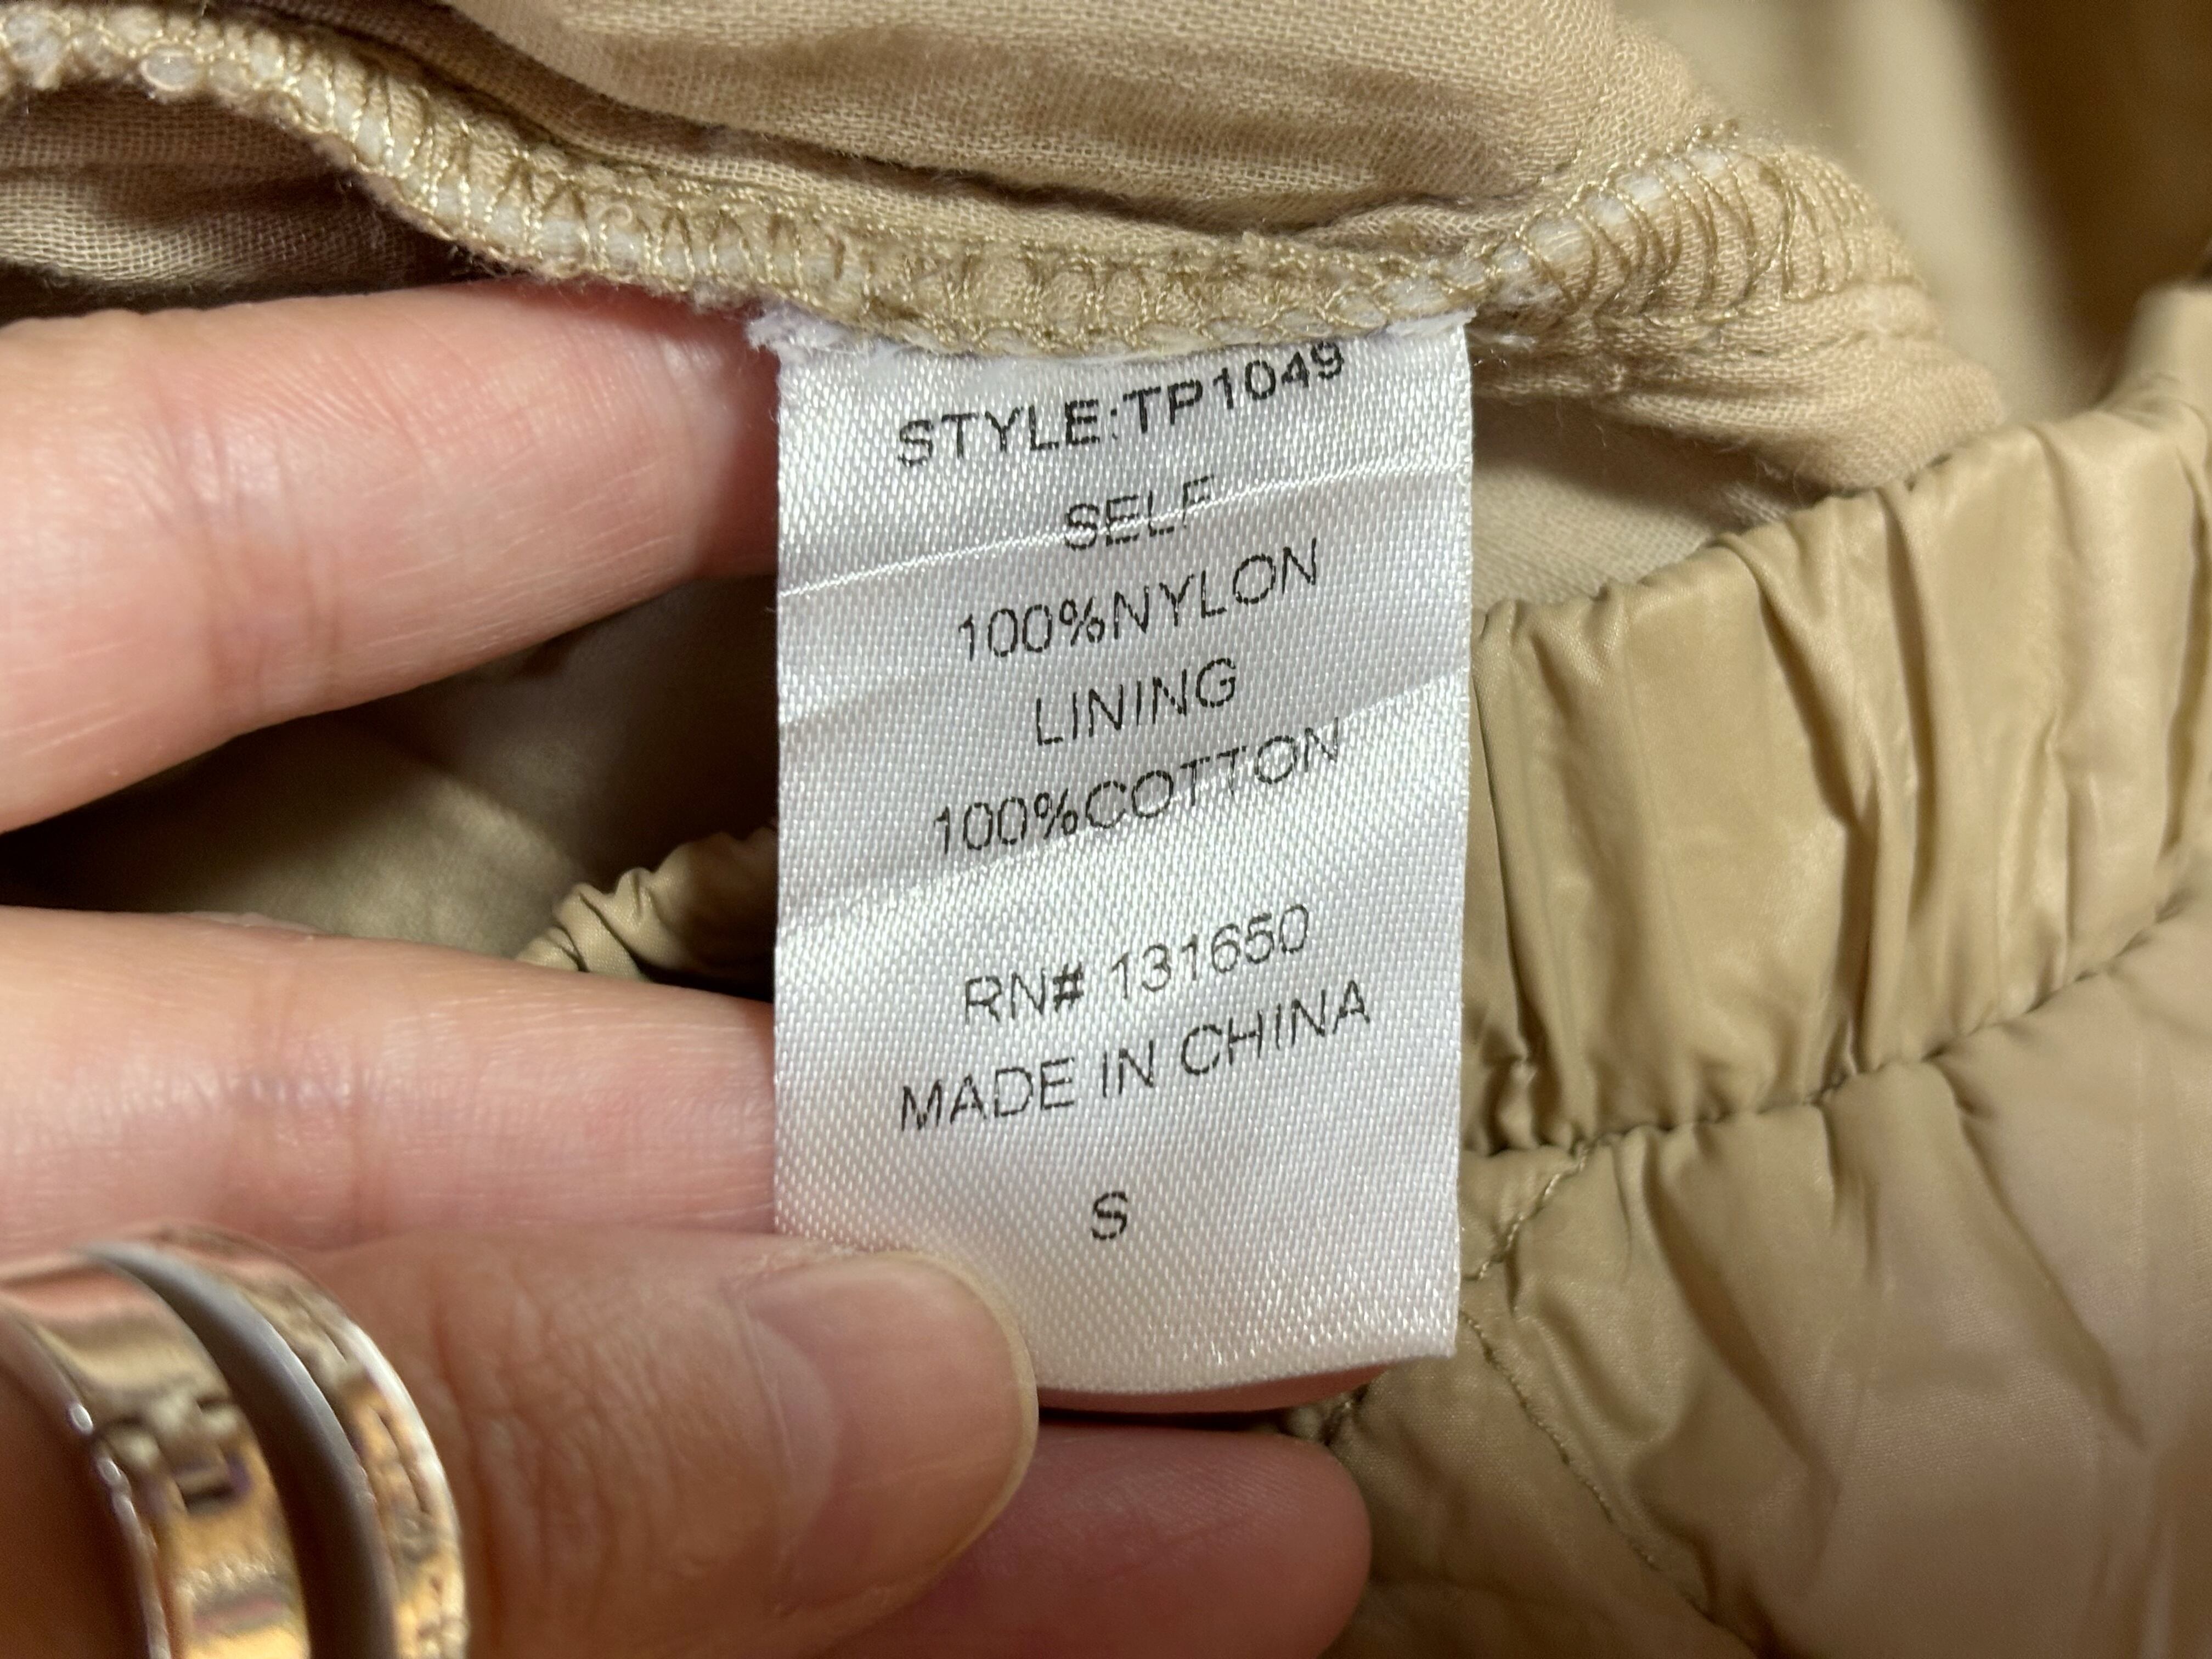 STYLE:TP1049
SELF
100%NYLON
LINING
100%COTTON
RN# 131650
MADE IN CHINA
S